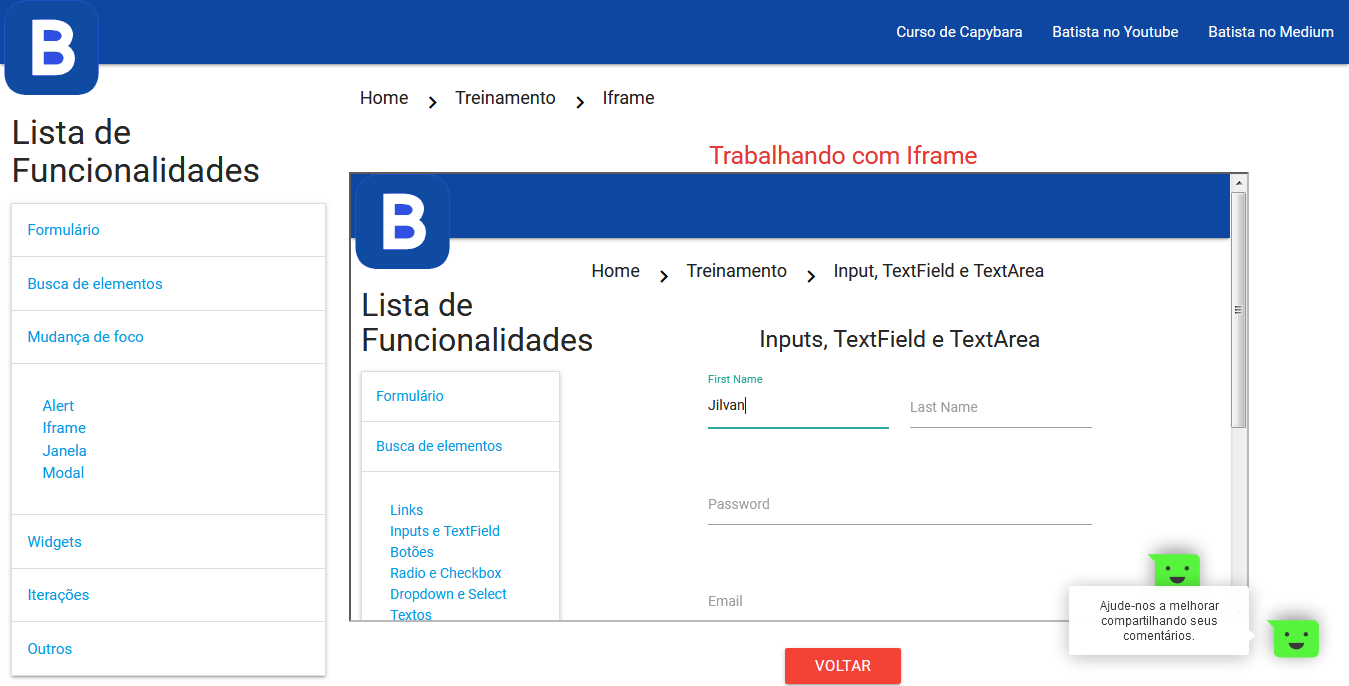 B
Curso de Capybara
Batista no Youtube
Batista no Medium
Home
Treinamento
Iframe
Lista de
Funcionalidades
Formulário
Busca de elementos
Mudança de foco
Alert
Iframe
Janela
Modal
Widgets
Iterações
Outros
Trabalhando com Iframe
B
Home
Treinamento
Input, TextField e TextArea
Lista de
Funcionalidades
Formulário
Busca de elementos
Links
Inputs e TextField
Botões
Radio e Checkbox
Dropdown e Select
Textos
Inputs, TextField e TextArea
First Name
Jilvan
Last Name
Password
Email
Ajude-nos a melhorar
compartilhando seus
comentários.
VOLTAR